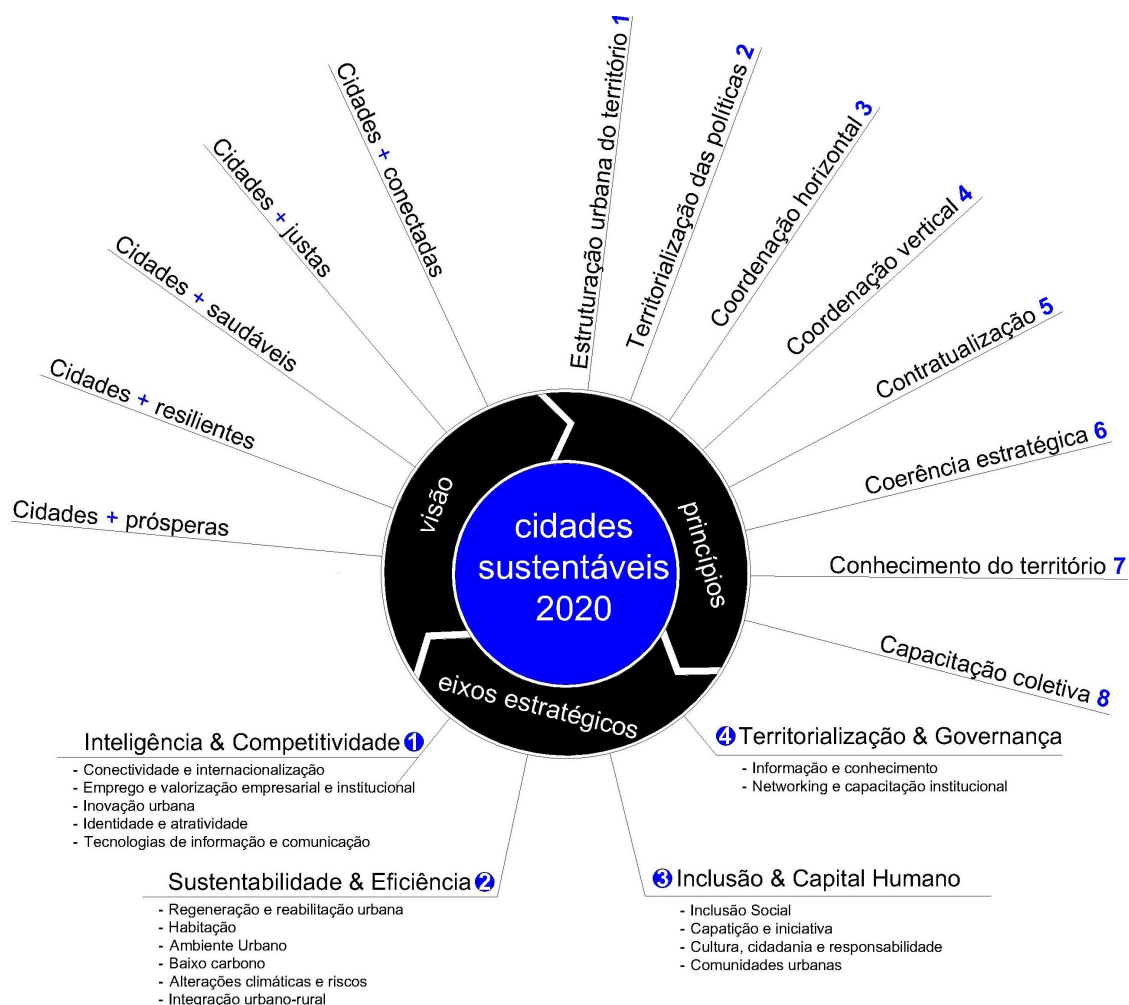 Cidades + conectadas
Cidades + justas
Cidades + saudáveis
Cidades + resilientes
Cidades + prósperas
Estruturação urbana do território 1
Territorialização das políticas 2
Coordenação horizontal 3
Coordenação vertical 4
Contratualização 5
Coerência estratégica 6
Conhecimento do território 7
Capacitação coletiva 8
visão
princípios
eixos estratégicos
cidades
sustentáveis
2020
Inteligência & Competitividade 1
- Conectividade e internacionalização
- Emprego e valorização empresarial e institucional
- Inovação urbana
- Identidade e atratividade
- Tecnologias de informação e comunicação
Sustentabilidade & Eficiência 2
- Regeneração e reabilitação urbana
- Habitação
- Ambiente Urbano
- Baixo carbono
- Alterações climáticas e riscos
- Integração urbano-rural
3 Inclusão & Capital Humano
- Inclusão Social
- Capatição e iniciativa
- Cultura, cidadania e responsabilidade
- Comunidades urbanas
4 Territorialização & Governança
- Informação e conhecimento
- Networking e capacitação institucional